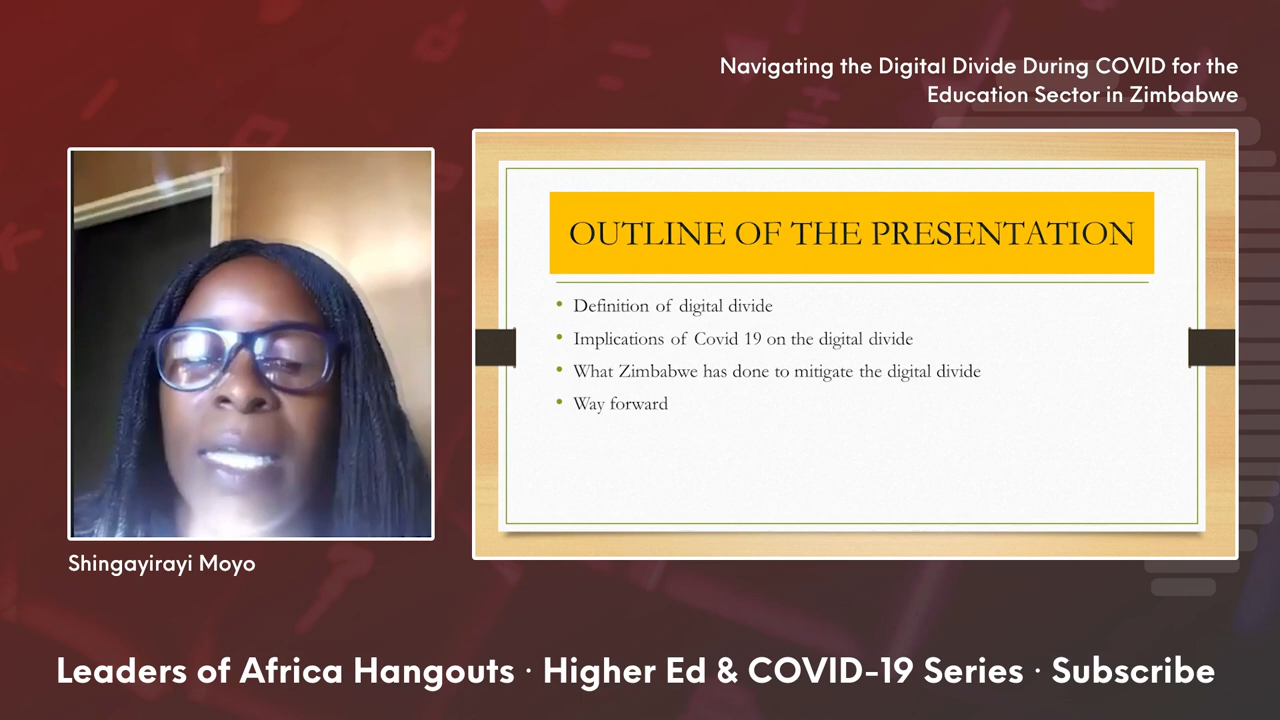 Navigating the Digital Divide During COVID for the
Education Sector in Zimbabwe
OUTLINE OF THE PRESENTATION
• Definition of digital divide
• Implications of Covid 19 on the digital divide
• What Zimbabwe has done to mitigate the digital divide
• Way forward
Shingayirayi Moyo
Leaders of Africa Hangouts · Higher Ed & COVID-19 Series · Subscribe